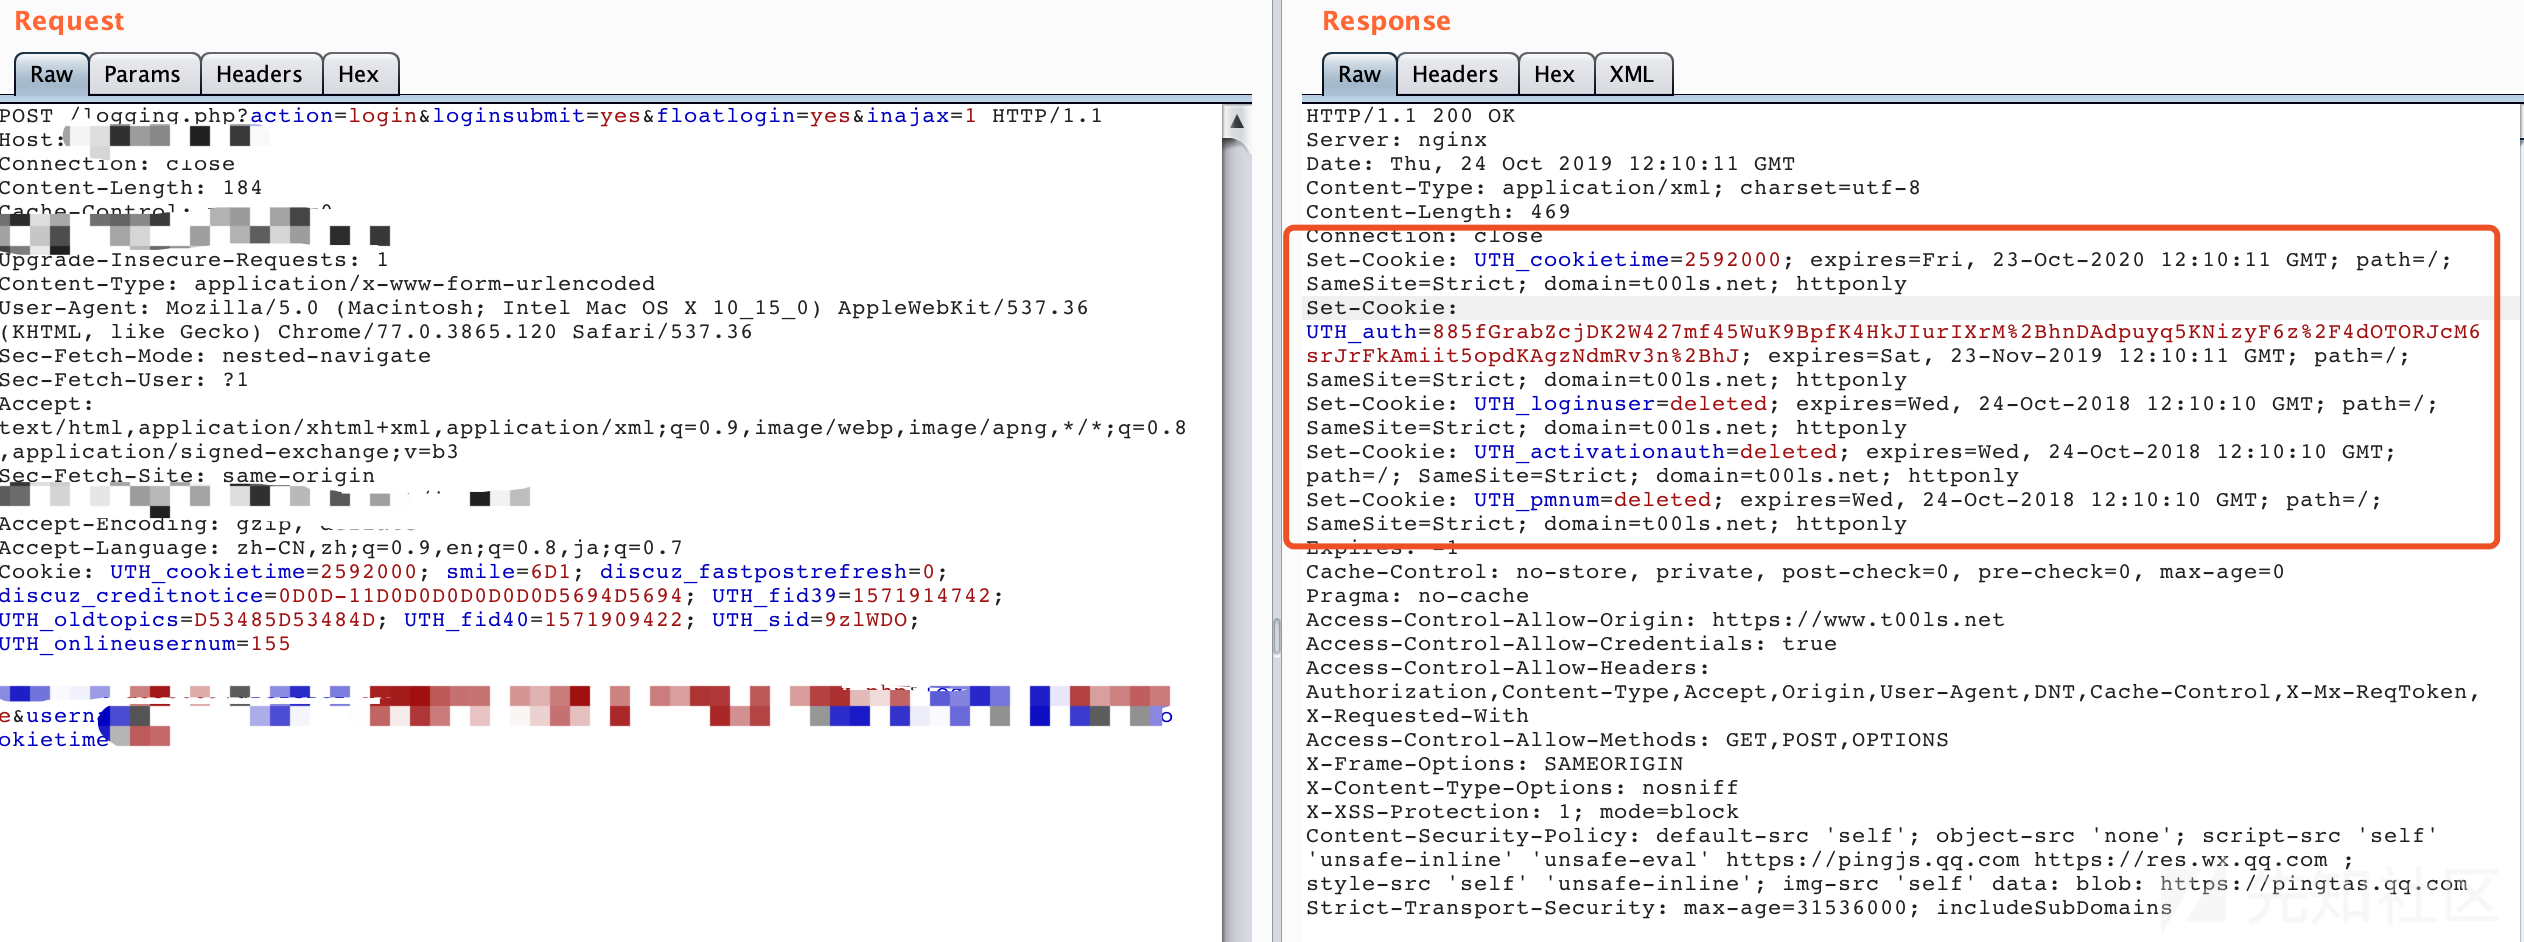 Request
Raw
Params
Headers
Hex
POST /logging.php?action=login&loginsubmit=yes&floatlogin=yes&inajax=1 HTTP/1.1
Host:
Connection: close
Content-Length: 184
Cache-Control:
Upgrade-Insecure-Requests: 1
Content-Type: application/x-www-form-urlencoded
User-Agent: Mozilla/5.0 (Macintosh; Intel Mac OS X 10_15_0) AppleWebKit/537.36
(KHTML, like Gecko) Chrome/77.0.3865.120 Safari/537.36
Sec-Fetch-Mode: nested-navigate
Sec-Fetch-User: ?1
Accept:
text/html,application/xhtml+xml,application/xml;q=0.9,image/webp,image/apng,*/*;q=0.8
,application/signed-exchange;v=b3
Sec-Fetch-Site: same-origin
Accept-Encoding: gzip,
Accept-Language: zh-CN,zh;q=0.9,en;q=0.8,ja;q=0.7
Cookie: UTH_cookietime=2592000; smile=6D1; discuz_fastpostrefresh=0;
discuz_creditnotice=0D0D-11D0D0D0D0D0D0D5694D5694; UTH_fid39=1571914742;
UTH_oldtopics=D53485D53484D; UTH_fid40=1571909422; UTH_sid=9zlWDO;
UTH_onlineusernum=155
e&usern
o
okietime
Response
Raw
Headers
Hex
XML
HTTP/1.1 200 OK
Server: nginx
Date: Thu, 24 Oct 2019 12:10:11 GMT
Content-Type: application/xml; charset=utf-8
Content-Length: 469
Connection: close
Set-Cookie: UTH_cookietime=2592000; expires=Fri, 23-Oct-2020 12:10:11 GMT; path=/;
SameSite=Strict; domain=t00ls.net; httponly
Set-Cookie:
UTH_auth=885fGrabZcjDK2W427mf45WuK9BpfK4HkJIurIXrM%2BhnDAdpuyq5KNizyF6z%2F4dOTORJcM6
srJrFkAmiit5opdKAgzNdmRv3n%2BhJ; expires=Sat, 23-Nov-2019 12:10:11 GMT; path=/;
SameSite=Strict; domain=t00ls.net; httponly
Set-Cookie: UTH_loginuser=deleted; expires=Wed, 24-Oct-2018 12:10:10 GMT; path=/;
SameSite=Strict; domain=t00ls.net; httponly
Set-Cookie: UTH_activationauth=deleted; expires=Wed, 24-Oct-2018 12:10:10 GMT;
path=/; SameSite=Strict; domain=t00ls.net; httponly
Set-Cookie: UTH_pmnum=deleted; expires=Wed, 24-Oct-2018 12:10:10 GMT; path=/;
SameSite=Strict; domain=t00ls.net; httponly
Expires: -1
Cache-Control: no-store, private, post-check=0, pre-check=0, max-age=0
Pragma: no-cache
Access-Control-Allow-Origin: https://www.t00ls.net
Access-Control-Allow-Credentials: true
Access-Control-Allow-Headers:
Authorization,Content-Type,Accept,Origin,User-Agent,DNT,Cache-Control,X-Mx-ReqToken,
X-Requested-With
Access-Control-Allow-Methods: GET,POST,OPTIONS
X-Frame-Options: SAMEORIGIN
X-Content-Type-Options: nosniff
X-XSS-Protection: 1; mode=block
Content-Security-Policy: default-src 'self'; object-src 'none'; script-src 'self'
'unsafe-inline' 'unsafe-eval' https://pingjs.qq.com https://res.wx.qq.com ;
style-src 'self' 'unsafe-inline'; img-src 'self' data: blob: https://pingtas.qq.com
Strict-Transport-Security: max-age=31536000; includeSubDomains
先知社区